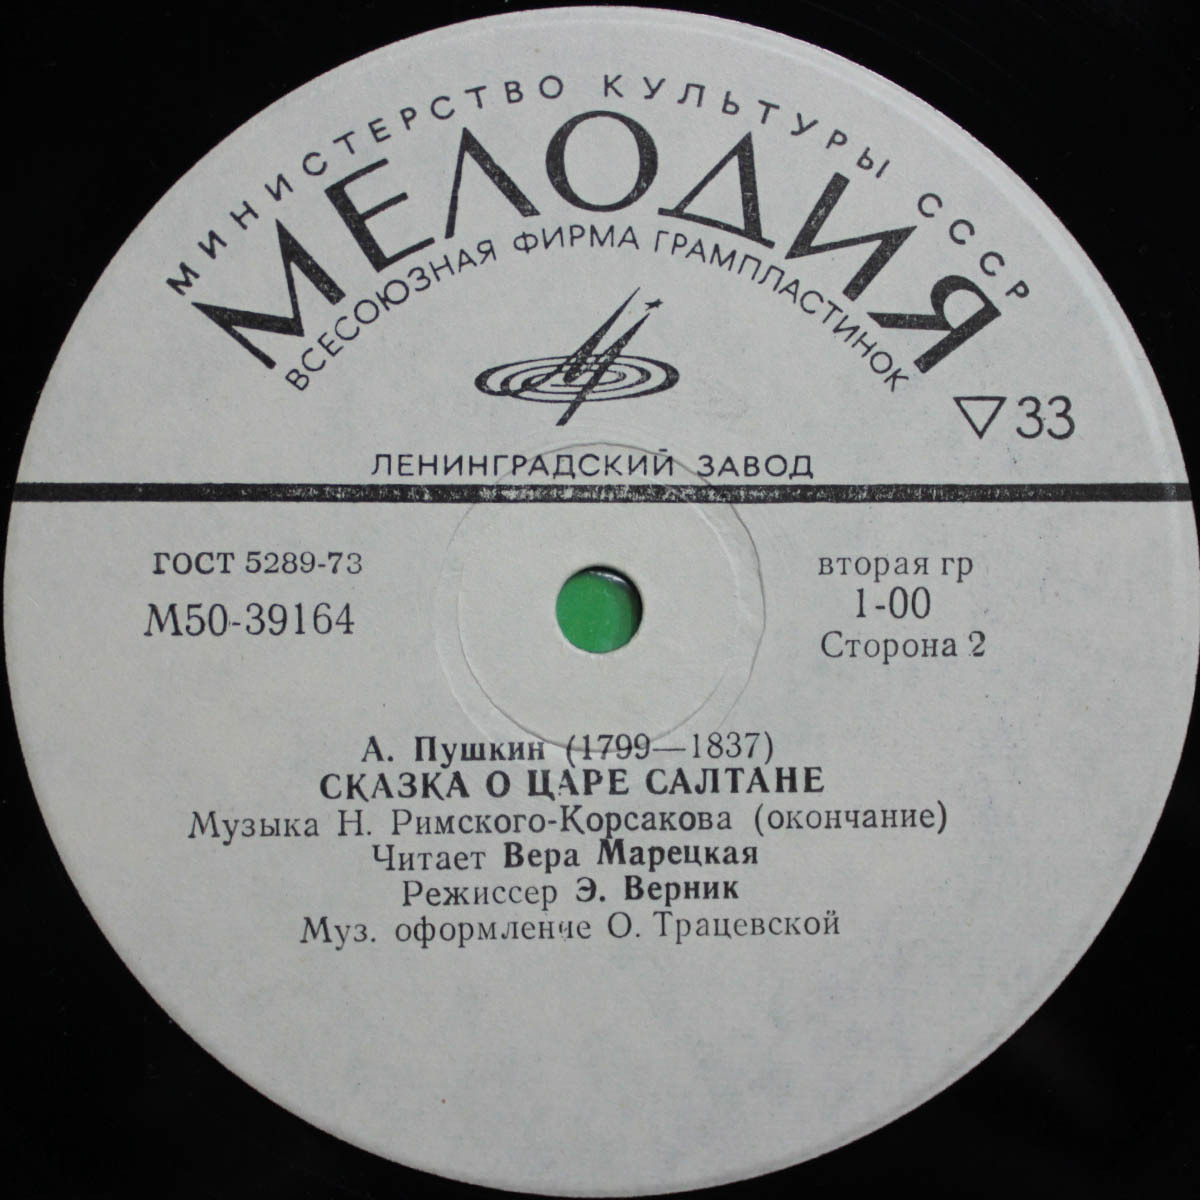 МИНИСТЕРСТВО КУЛЬТУРЫ СССР
МЕЛОДИЯ
ВСЕСОЮЗНАЯ ФИРМА ГРАМПЛАСТИНОК
▽33
ЛЕНИНГРАДСКИЙ ЗАВОД
ГОСТ 5289-73
М50-39164
вторая гр
1-00
Сторона 2
А. Пушкин (1799—1837)
СКАЗКА О ЦАРЕ САЛТАНЕ
Музыка Н. Римского-Корсакова (окончание)
Читает Вера Марецкая
Режиссер Э. Верник
Муз. оформление О. Трацевской